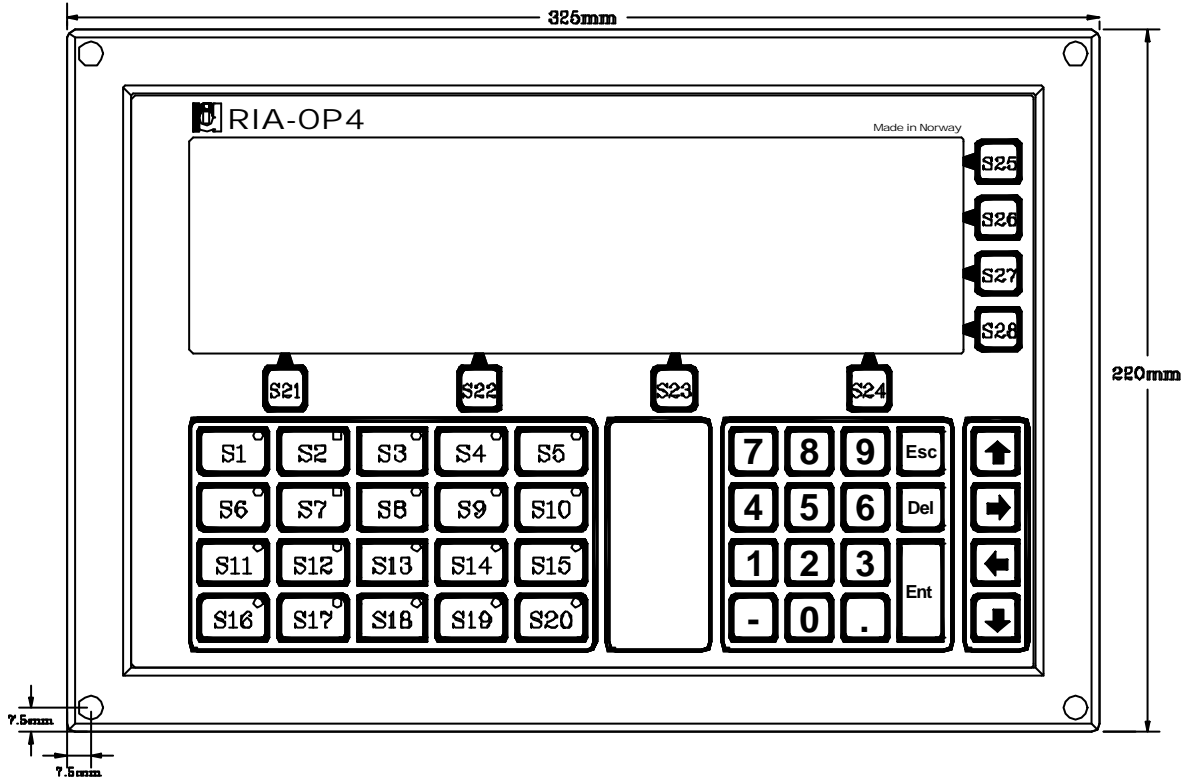 325mm
RIA-OP4
Made in Norway
S25
S26
S27
S28
220mm
S21 S22 S23 S24
S1 S2 S3 S4 S5 7 8 9 Esc
S6 S7 S8 S9 S10 4 5 6 Del
S11 S12 S13 S14 S15 1 2 3 Ent
S16 S17 S18 S19 S20 - 0 .
7.5mm
7.5mm